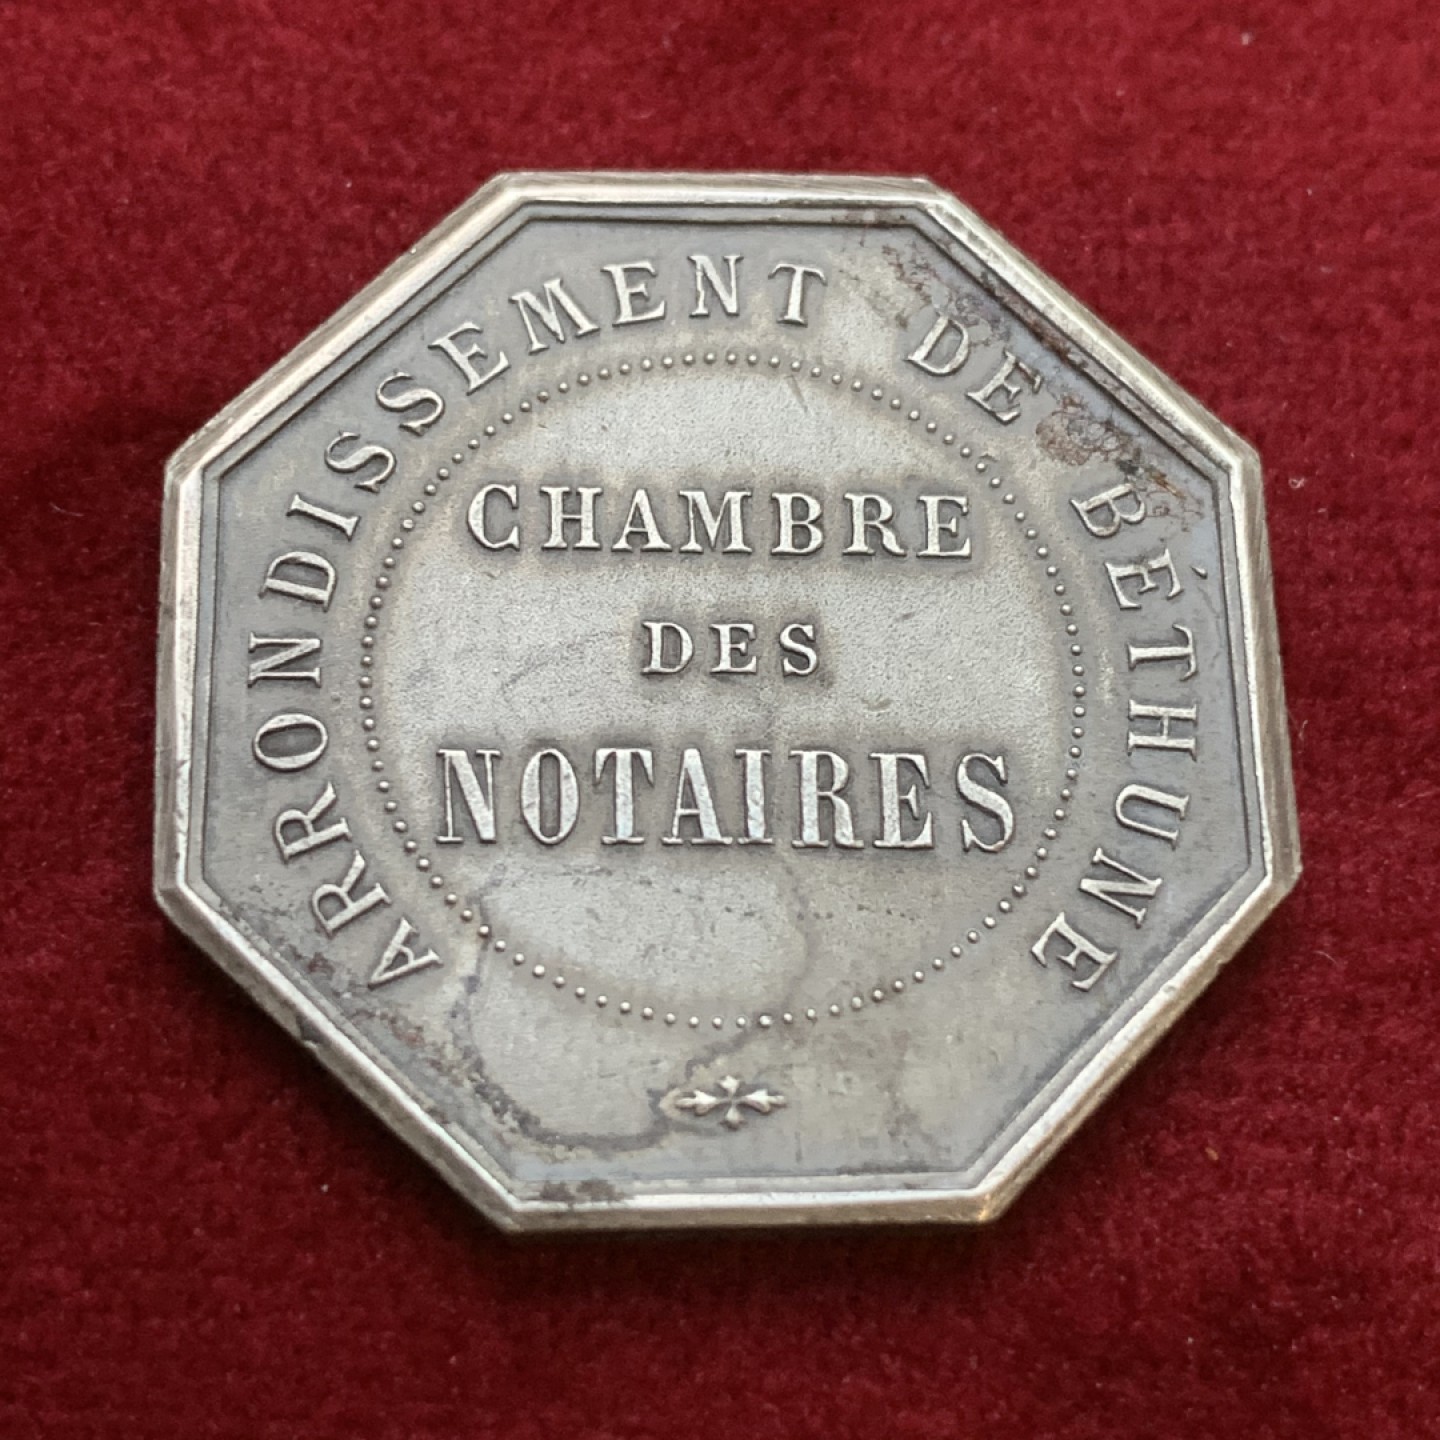 ARRONDISSEMENT DE BÉTHUNE
CHAMBRE
DES
NOTAIRES